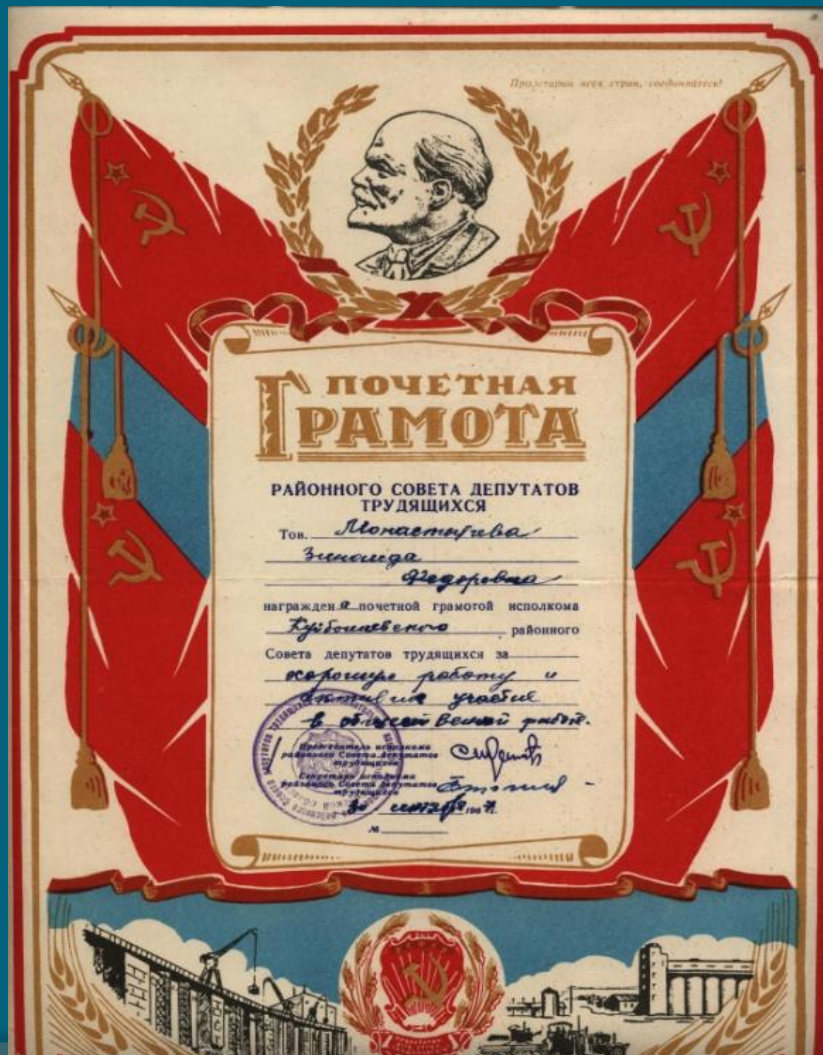 Пролетарии всех стран, соединяйтесь!
ПОЧЕТНАЯ
ГРАМОТА
РАЙОННОГО СОВЕТА ДЕПУТАТОВ
ТРУДЯЩИХСЯ
Тов. Монастырева
Зинаида
Федоровна
награждена почетной грамотой исполкома
Куйбышевского районного
Совета депутатов трудящихся за
хорошую работу и
активное участие
в общественной работе.
Председатель исполкома
районного Совета депутатов
трудящихся
Секретарь исполкома
районного Совета депутатов
трудящихся
30
№